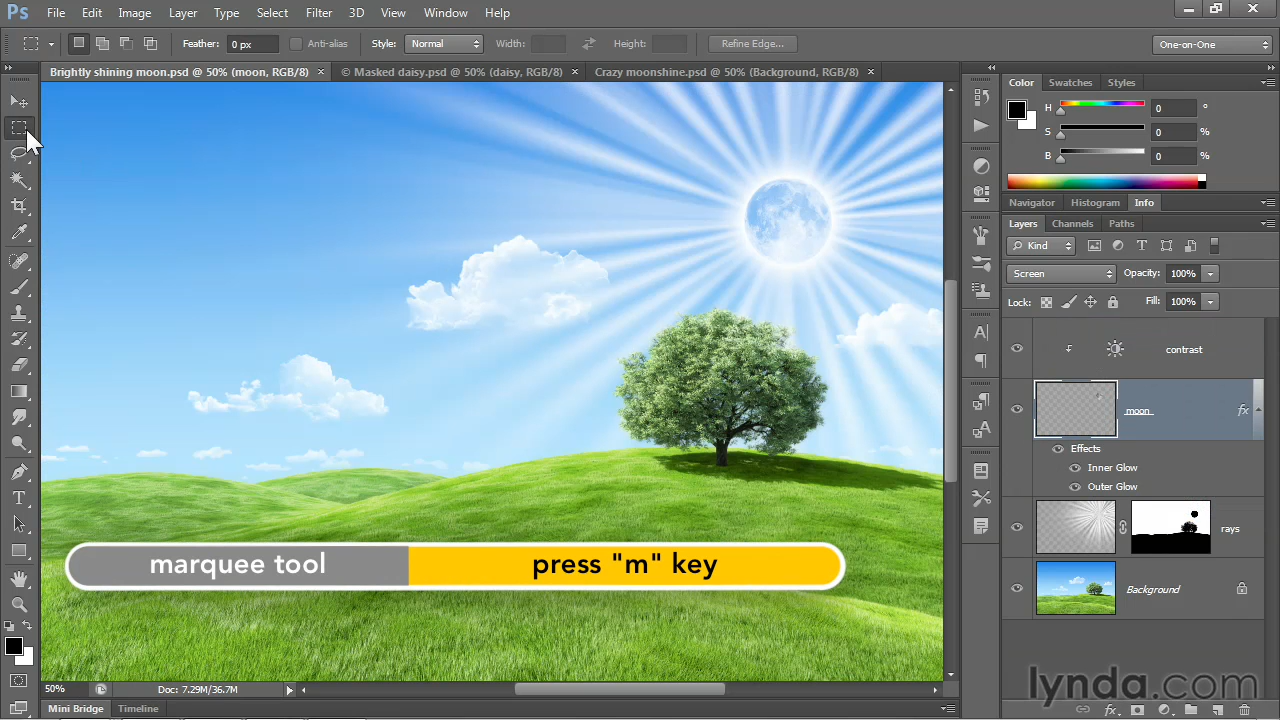 Ps File Edit Image Layer Type Select Filter 3D View Window Help
Feather: 0 px Anti-alias Style: Normal Width: Height: Refine Edge... One-on-One
Brightly shining moon.psd @ 50% (moon, RGB/8) × © Masked daisy.psd @ 50% (daisy, RGB/8) × Crazy moonshine.psd @ 50% (Background, RGB/8) ×
Color Swatches Styles
H 0 °
S 0 %
B 0 %
Navigator Histogram Info
Layers Channels Paths
Kind
Screen Opacity: 100%
Lock: Fill: 100%
contrast
moon fx
Effects
Inner Glow
Outer Glow
rays
Background
marquee tool press "m" key
lynda.com
50% Doc: 7.29M/36.7M
Mini Bridge Timeline